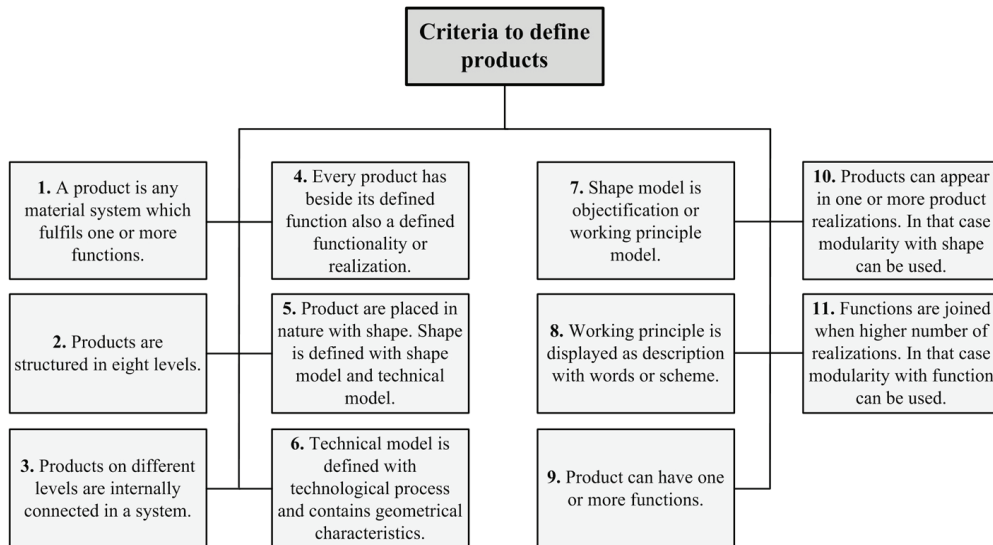 Criteria to define
products
1. A product is any
material system which
fulfils one or more
functions.
2. Products are
structured in eight levels.
3. Products on different
levels are internally
connected in a system.
4. Every product has
beside its defined
function also a defined
functionality or
realization.
5. Product are placed in
nature with shape. Shape
is defined with shape
model and technical
model.
6. Technical model is
defined with
technological process
and contains geometrical
characteristics.
7. Shape model is
objectification or
working principle
model.
8. Working principle is
displayed as description
with words or scheme.
9. Product can have one
or more functions.
10. Products can appear
in one or more product
realizations. In that case
modularity with shape
can be used.
11. Functions are joined
when higher number of
realizations. In that case
modularity with function
can be used.